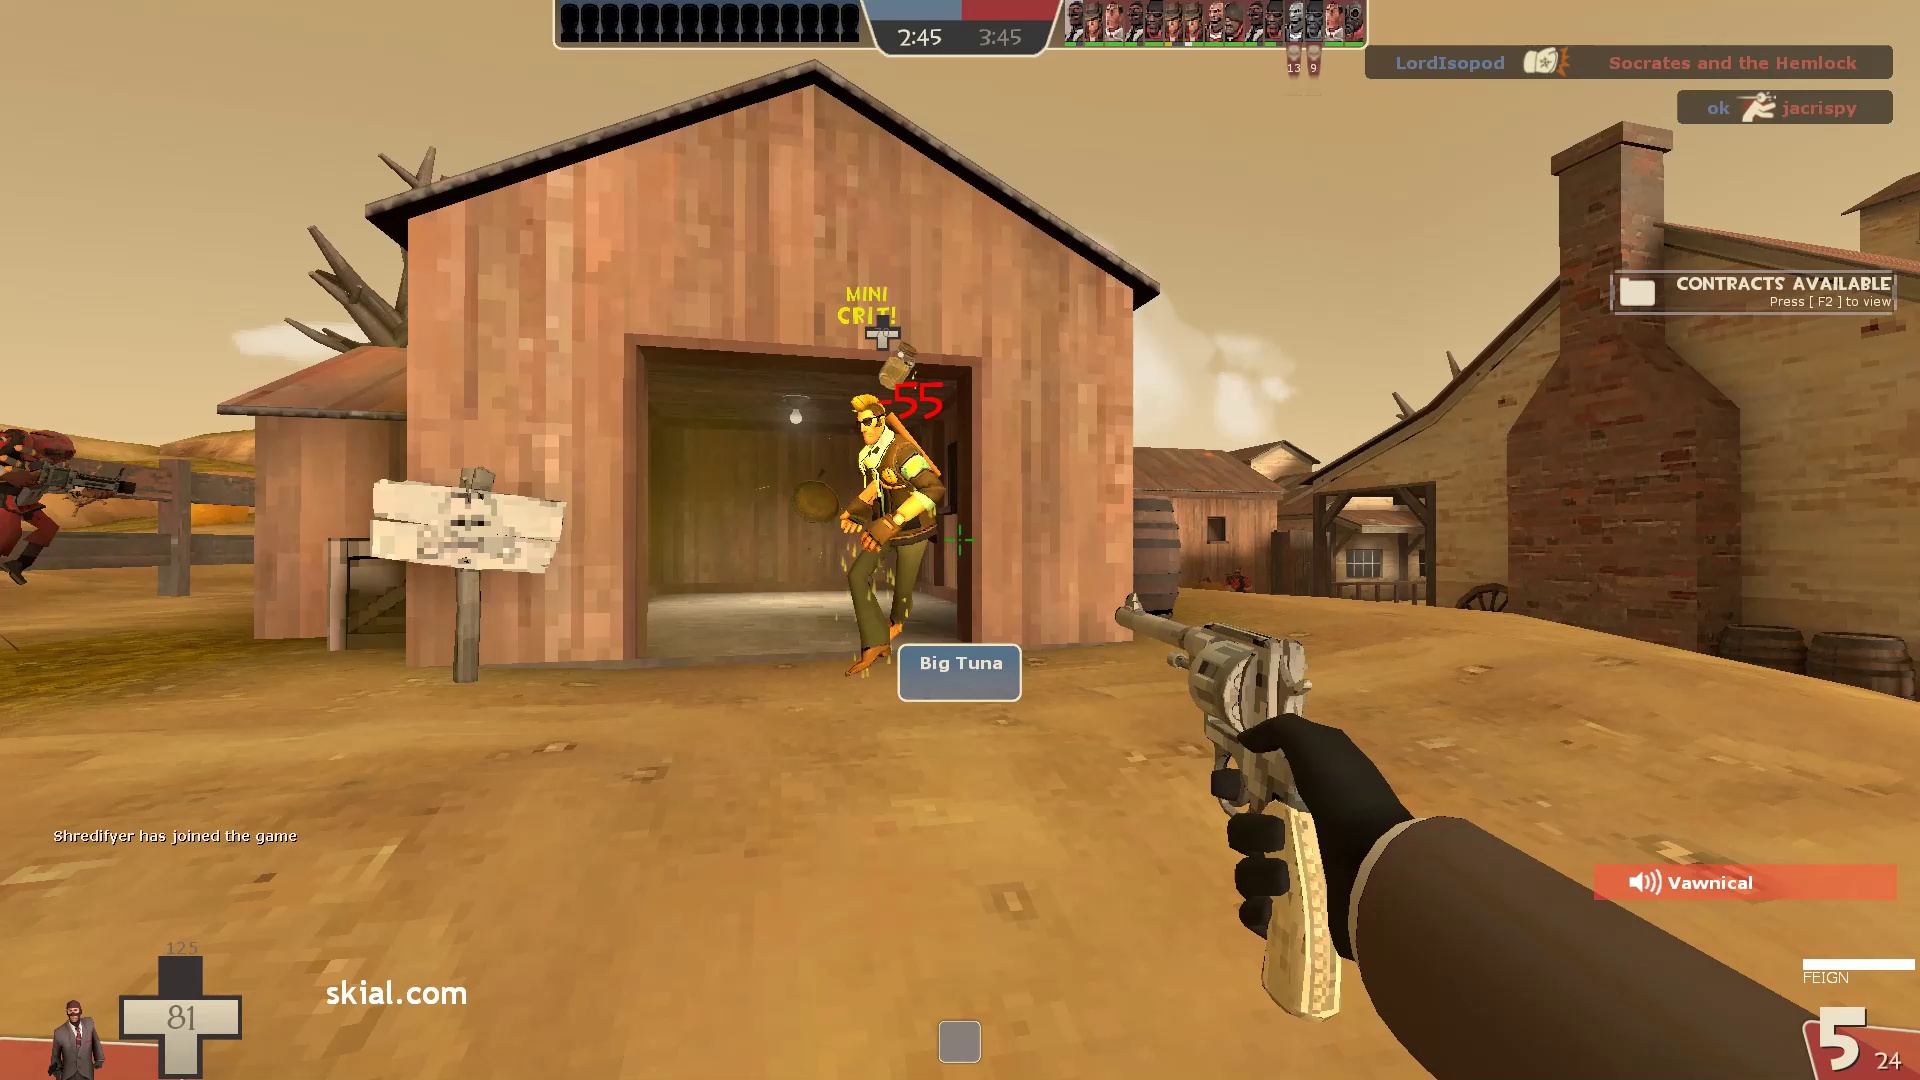 2:45 3:45
13 9
LordIsopod Socrates and the Hemlock
ok jacrispy
CONTRACTS AVAILABLE
Press [ F2 ] to view
MINI
CRIT!
-55
Big Tuna
Shredifyer has joined the game
Vawnical
125
81
skial.com
FEIGN
5 24